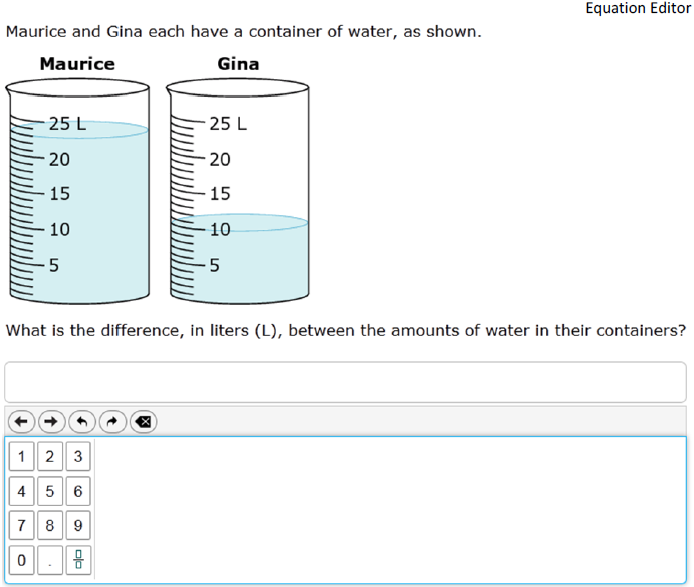 Equation Editor
Maurice and Gina each have a container of water, as shown.
Maurice Gina
25 L 25 L
20 20
15 15
10 10
5 5
What is the difference, in liters (L), between the amounts of water in their containers?
1 2 3
4 5 6
7 8 9
0 .